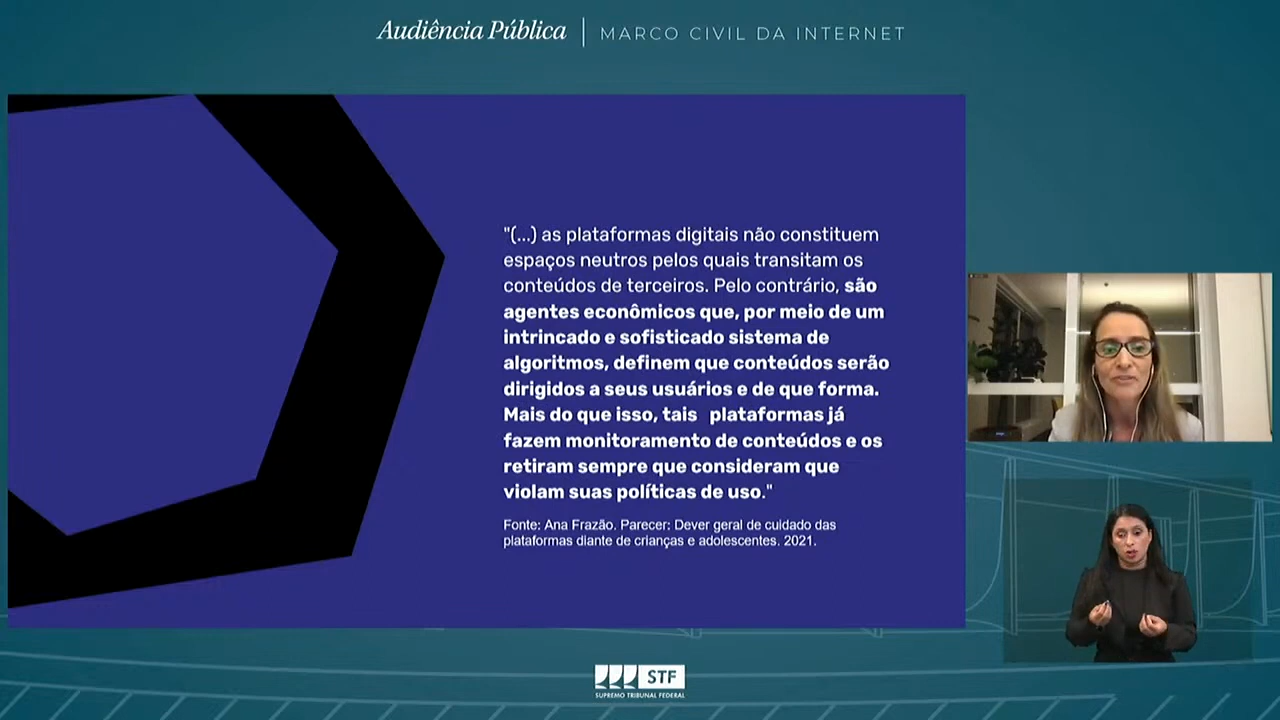 Audiência Pública | MARCO CIVIL DA INTERNET
"(...) as plataformas digitais não constituem
espaços neutros pelos quais transitam os
conteúdos de terceiros. Pelo contrário, são
agentes econômicos que, por meio de um
intrincado e sofisticado sistema de
algoritmos, definem que conteúdos serão
dirigidos a seus usuários e de que forma.
Mais do que isso, tais plataformas já
fazem monitoramento de conteúdos e os
retiram sempre que consideram que
violam suas políticas de uso."
Fonte: Ana Frazão. Parecer: Dever geral de cuidado das
plataformas diante de crianças e adolescentes. 2021.
STF
SUPREMO TRIBUNAL FEDERAL